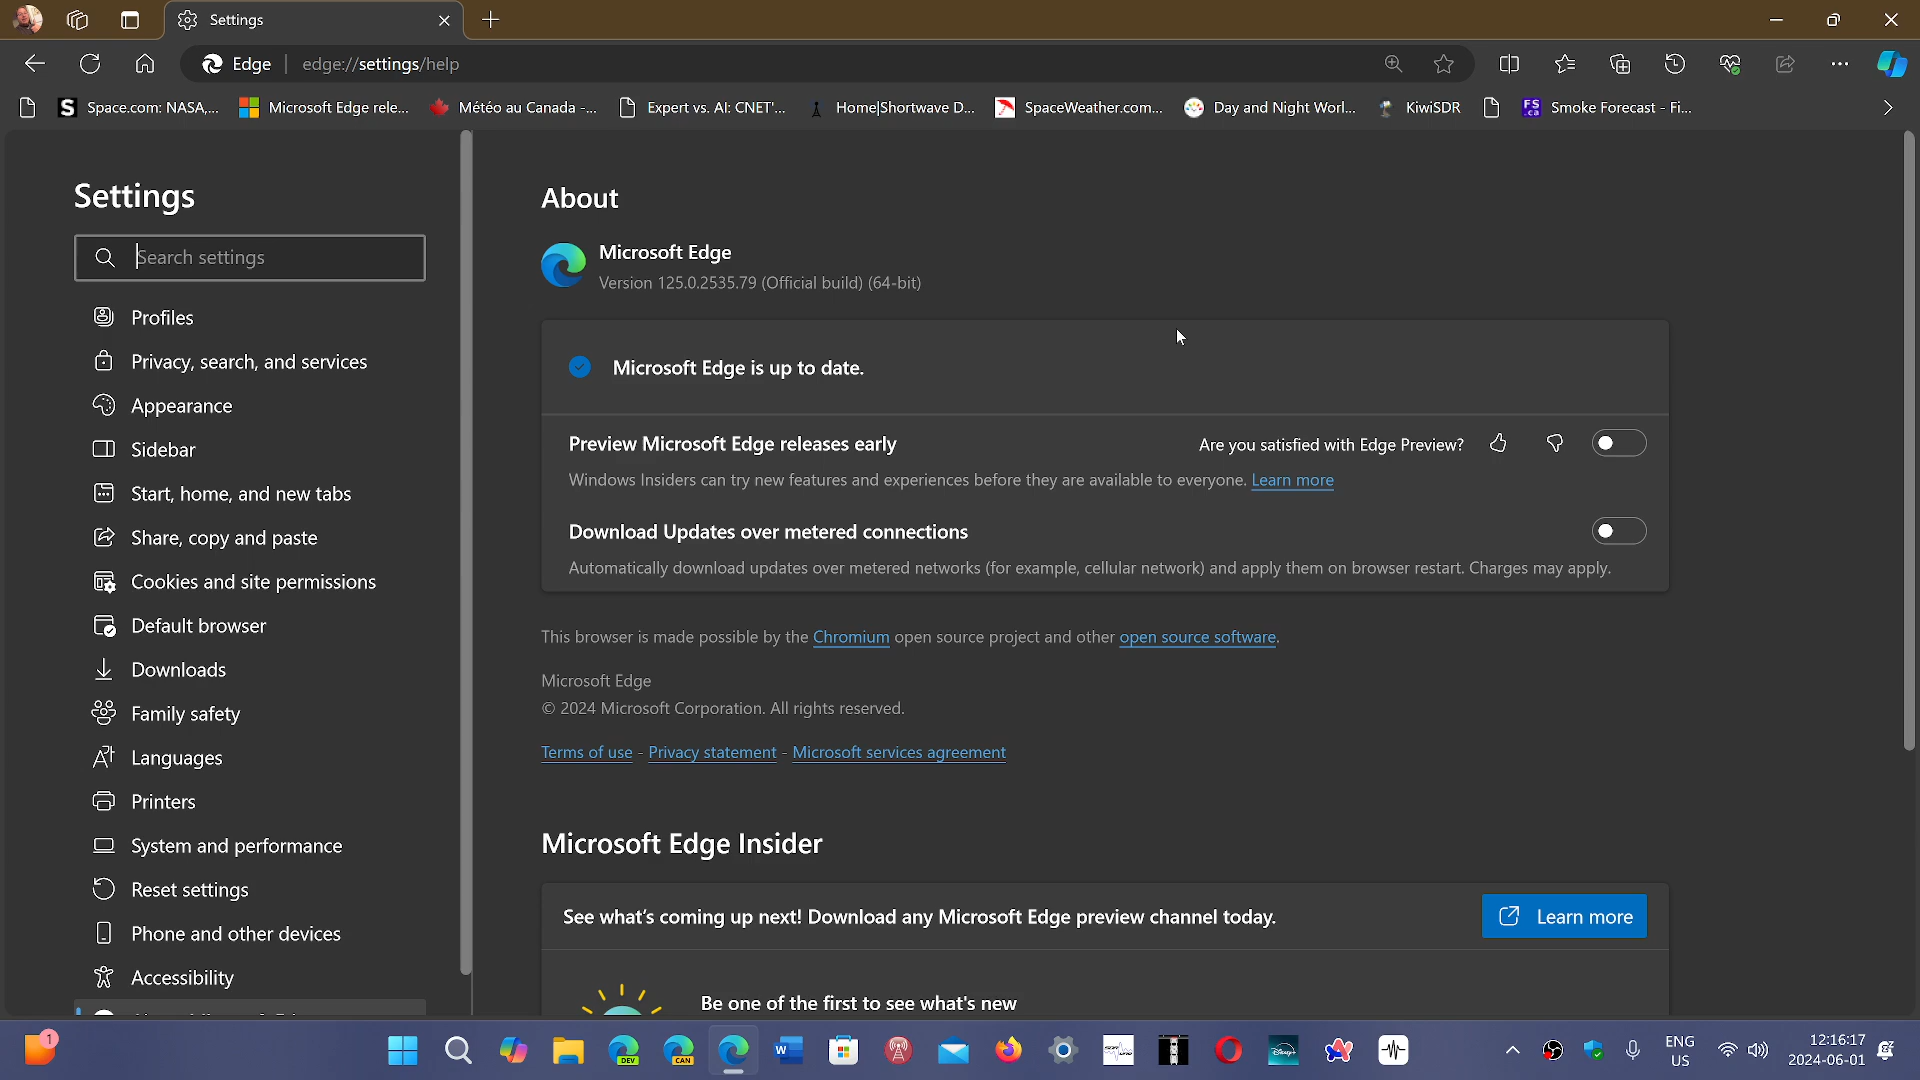 Settings
Edge
edge://settings/help
Space.com: NASA,...
Microsoft Edge rele...
Météo au Canada -...
Expert vs. AI: CNET'...
Home|Shortwave D...
SpaceWeather.com...
Day and Night Worl...
KiwiSDR
FS.ca
Smoke Forecast - Fi...
Settings
Search settings
Profiles
Privacy, search, and services
Appearance
Sidebar
Start, home, and new tabs
Share, copy and paste
Cookies and site permissions
Default browser
Downloads
Family safety
Languages
Printers
System and performance
Reset settings
Phone and other devices
Accessibility
About
Microsoft Edge
Version 125.0.2535.79 (Official build) (64-bit)
Microsoft Edge is up to date.
Preview Microsoft Edge releases early
Are you satisfied with Edge Preview?
Windows Insiders can try new features and experiences before they are available to everyone. Learn more
Download Updates over metered connections
Automatically download updates over metered networks (for example, cellular network) and apply them on browser restart. Charges may apply.
This browser is made possible by the Chromium open source project and other open source software.
Microsoft Edge
© 2024 Microsoft Corporation. All rights reserved.
Terms of use - Privacy statement - Microsoft services agreement
Microsoft Edge Insider
See what's coming up next! Download any Microsoft Edge preview channel today.
Learn more
Be one of the first to see what's new
1
DEV
CAN
W
Disney+
ENG
US
12:16:17
2024-06-01